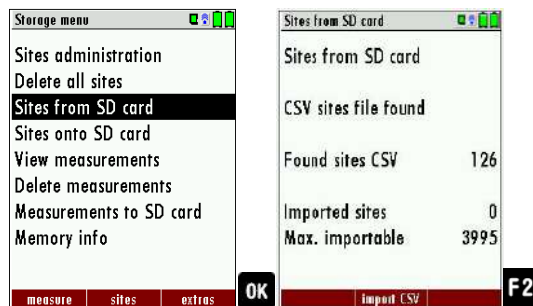 Storage menu
Sites administration
Delete all sites
Sites from SD card
Sites onto SD card
View measurements
Delete measurements
Measurements to SD card
Memory info
measure sites extras
OK
Sites from SD card
Sites from SD card
CSV sites file found
Found sites CSV 126
Imported sites 0
Max. importable 3995
import CSV
F2